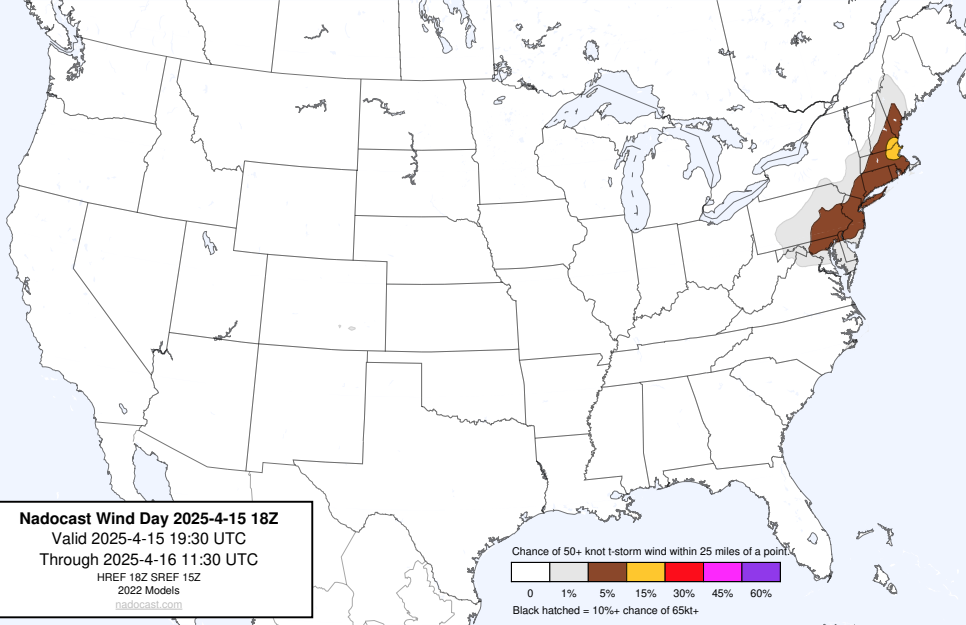 Nadocast Wind Day 2025-4-15 18Z
Valid 2025-4-15 19:30 UTC
Through 2025-4-16 11:30 UTC
HREF 18Z SREF 15Z
2022 Models
nadocast.com
Chance of 50+ knot t-storm wind within 25 miles of a point.
0 1% 5% 15% 30% 45% 60%
Black hatched = 10%+ chance of 65kt+